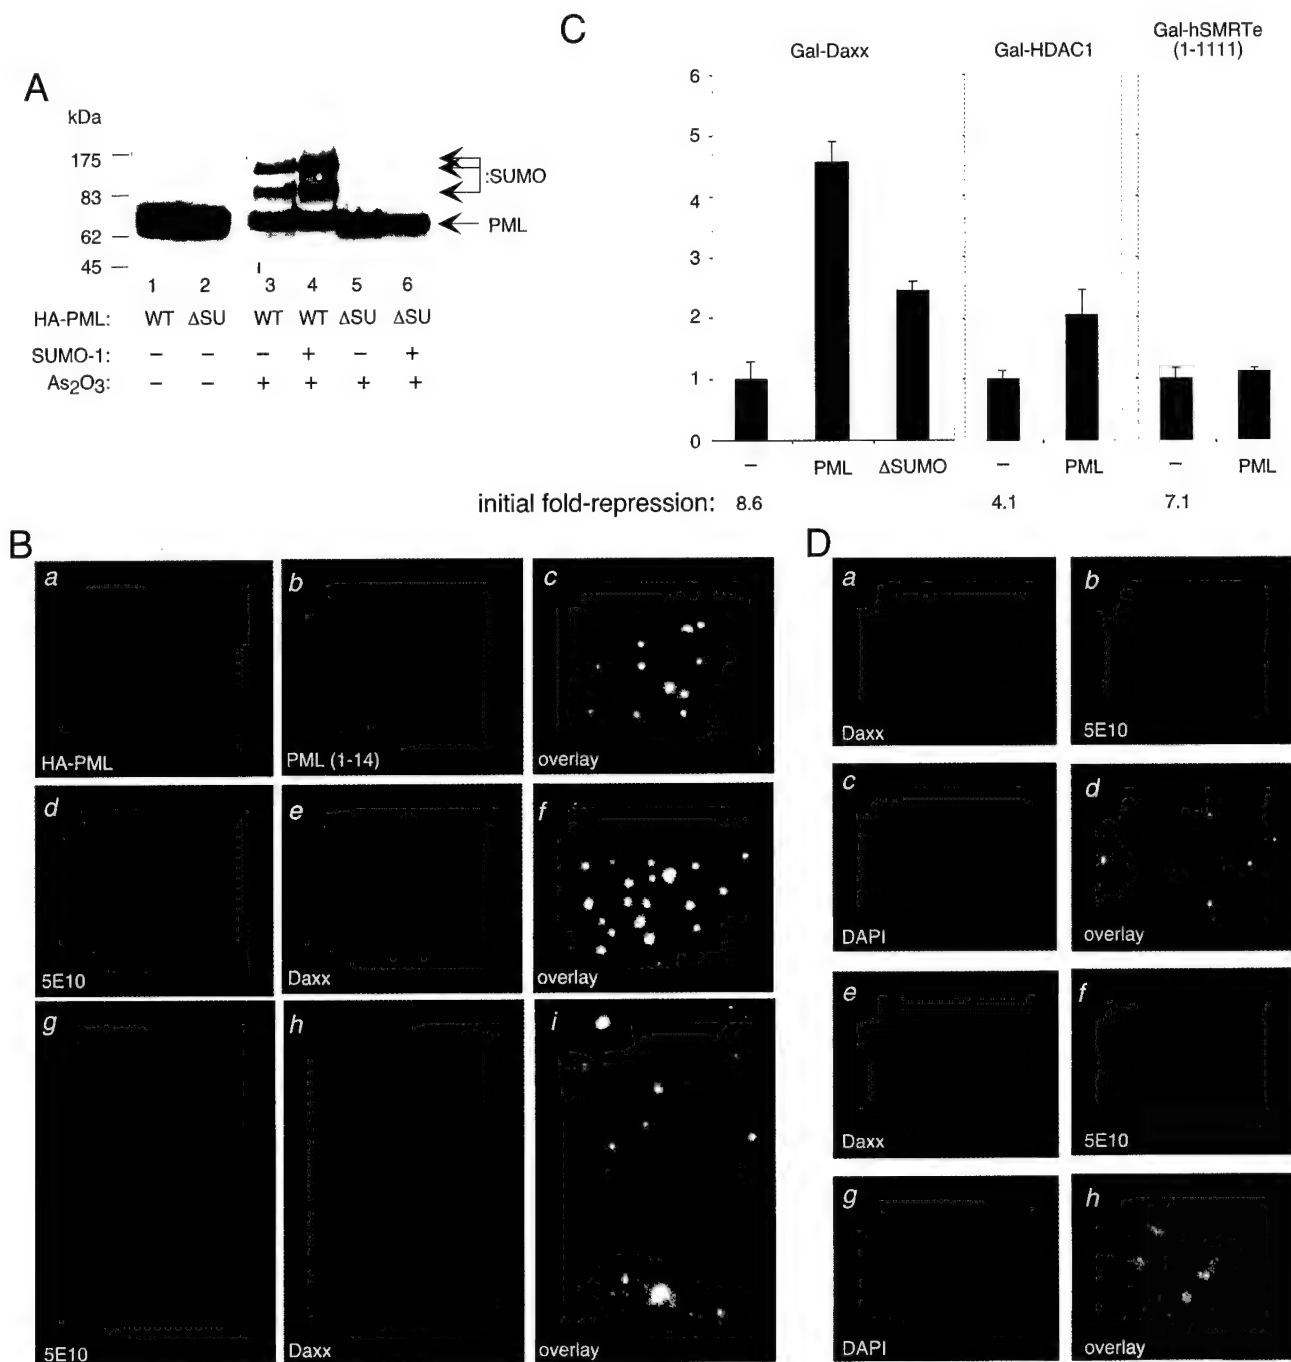 A
kDa
175
83
62
45
:SUMO
PML
1 2 3 4 5 6
HA-PML: WT ΔSU WT WT ΔSU ΔSU
SUMO-1: – – – + – +
As2O3: – – + + + +
C
Gal-Daxx
Gal-HDAC1
Gal-hSMRTe
(1-1111)
6
5
4
3
2
1
0
– PML ΔSUMO – PML – PML
initial fold-repression: 8.6 4.1 7.1
B
a
HA-PML
b
PML (1-14)
c
overlay
d
5E10
e
Daxx
f
overlay
g
5E10
h
Daxx
i
overlay
D
a
Daxx
b
5E10
c
DAPI
d
overlay
e
Daxx
f
5E10
g
DAPI
h
overlay